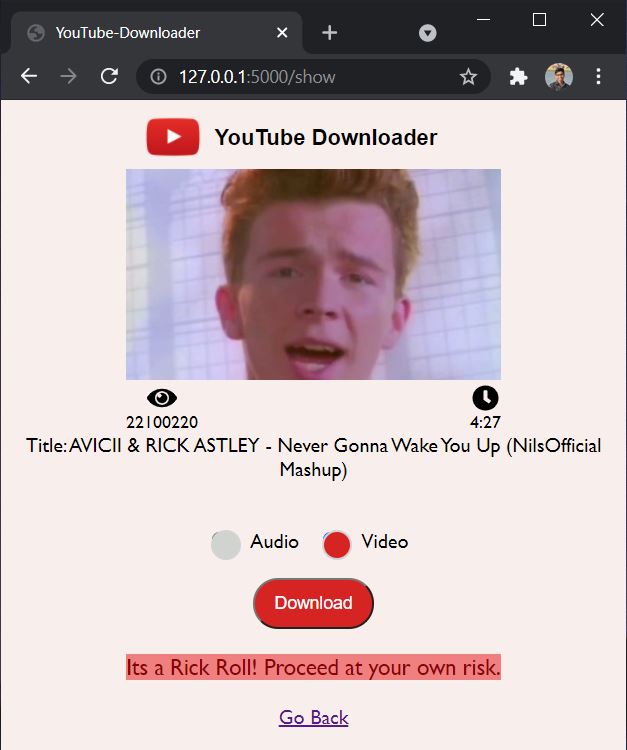 YouTube-Downloader
127.0.0.1:5000/show
YouTube Downloader
22100220
4:27
Title: AVICII & RICK ASTLEY - Never Gonna Wake You Up (NilsOfficial
Mashup)
Audio Video
Download
Its a Rick Roll! Proceed at your own risk.
Go Back